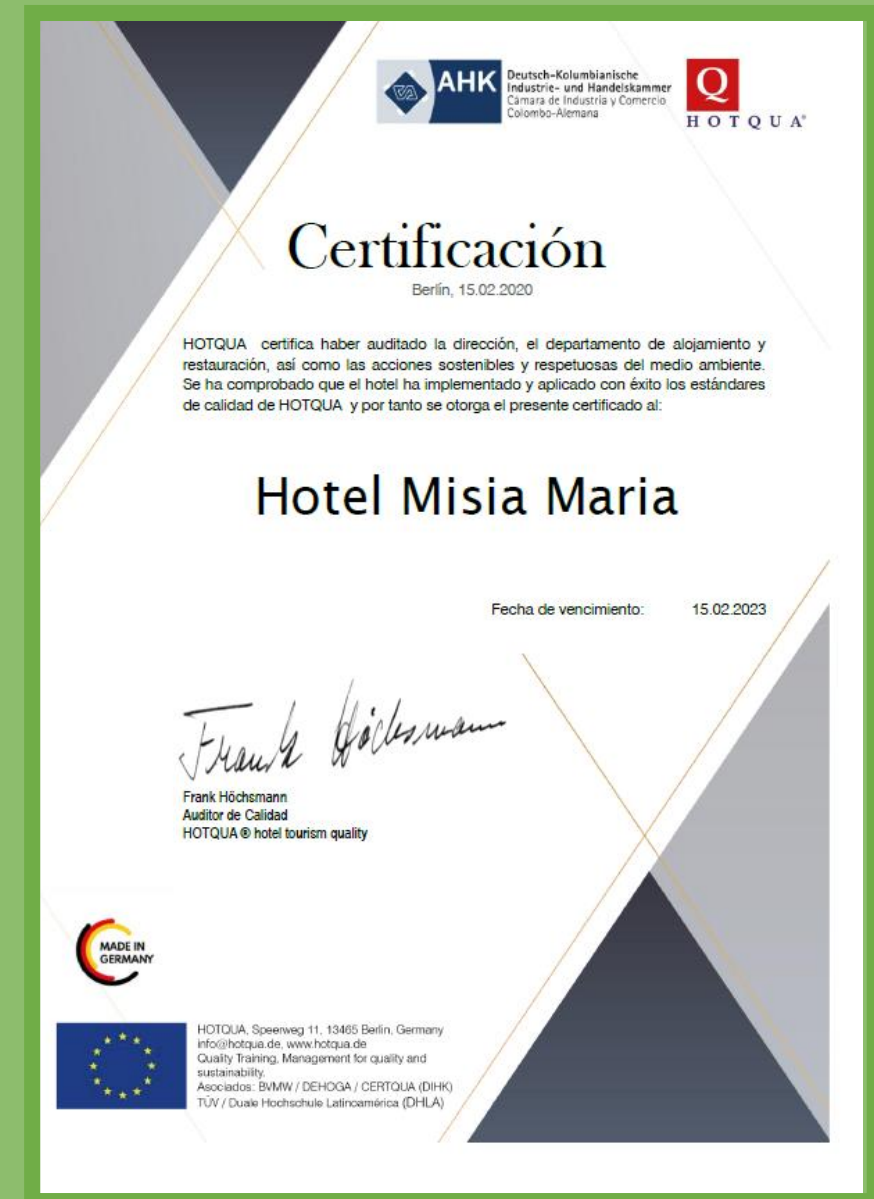 AHK
Deutsch-Kolumbianische
Industrie- und Handelskammer
Cámara de Industria y Comercio
Colombo-Alemana
Q
HOTQUA®
Certificación
Berlín, 15.02.2020
HOTQUA certifica haber auditado la dirección, el departamento de alojamiento y
restauración, así como las acciones sostenibles y respetuosas del medio ambiente.
Se ha comprobado que el hotel ha implementado y aplicado con éxito los estándares
de calidad de HOTQUA y por tanto se otorga el presente certificado al:
Hotel Misia Maria
Fecha de vencimiento: 15.02.2023
Frank Höchsmann
Frank Höchsmann
Auditor de Calidad
HOTQUA® hotel tourism quality
MADE IN
GERMANY
HOTQUA, Speerweg 11, 13465 Berlin, Germany
info@hotqua.de, www.hotqua.de
Quality Training, Management for quality and
sustainability.
Asociados: BVMW / DEHOGA / CERTQUA (DIHK)
TÜV / Duale Hochschule Latinoamérica (DHLA)